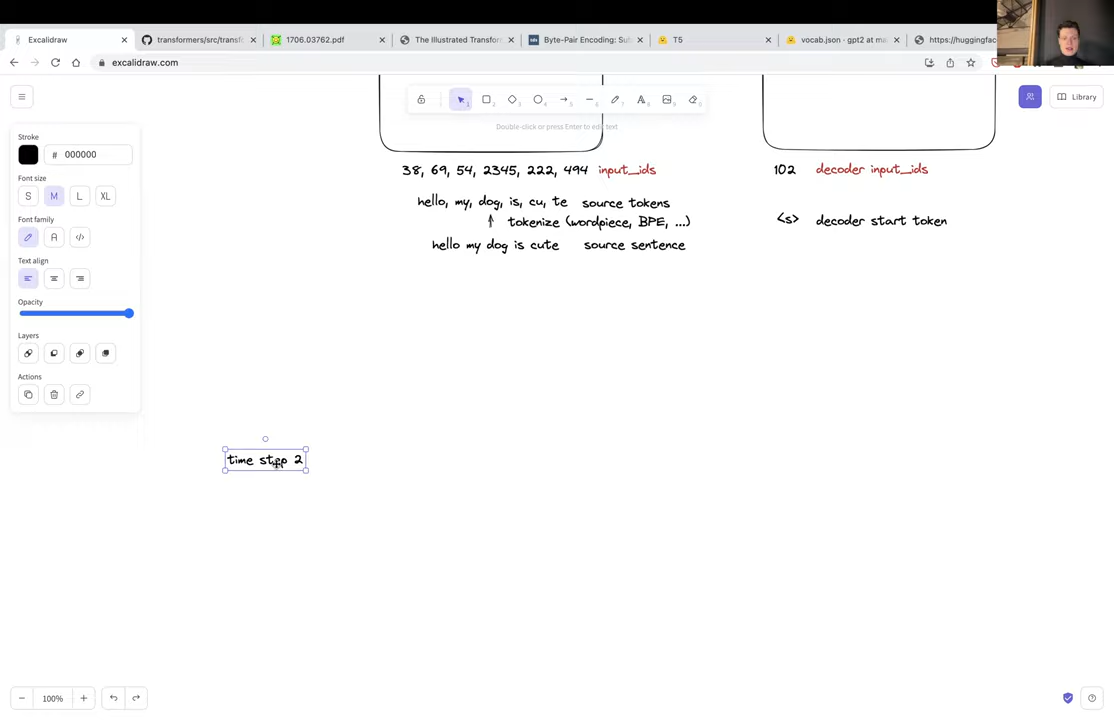 Excalidraw
transformers/src/transf
1706.03762.pdf
The Illustrated Transfor
Byte-Pair Encoding: Sub
T5
vocab.json · gpt2 at ma
https://huggingfac
excalidraw.com
Library
Double-click or press Enter to edit text
Stroke
# 000000
Font size
S M L XL
Font family
A
Text align
Opacity
Layers
Actions
38, 69, 54, 2345, 222, 494 input_ids
102 decoder input_ids
hello, my, dog, is, cu, te source tokens
↑ tokenize (wordpiece, BPE, ...)
<s> decoder start token
hello my dog is cute source sentence
time step 2
100%